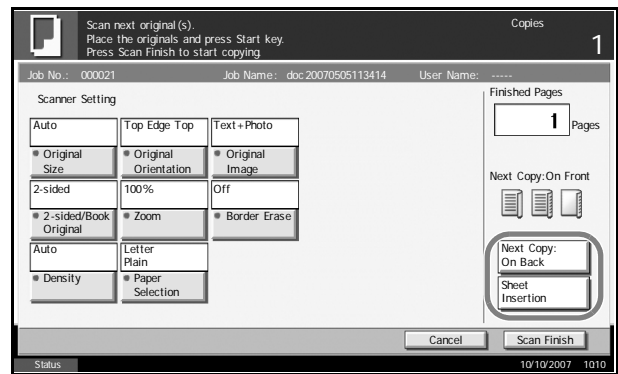 Scan next original(s).
Place the originals and press Start key.
Press Scan Finish to start copying.
Copies
1
Job No.: 000021
Job Name: doc20070505113414
User Name: -----
Scanner Setting
Auto
Original
Size
Top Edge Top
Original
Orientation
Text+Photo
Original
Image
2-sided
2-sided/Book
Original
100%
Zoom
Off
Border Erase
Auto
Density
Letter
Plain
Paper
Selection
Finished Pages
1 Pages
Next Copy:On Front
Next Copy:
On Back
Sheet
Insertion
Cancel
Scan Finish
Status
10/10/2007 1010